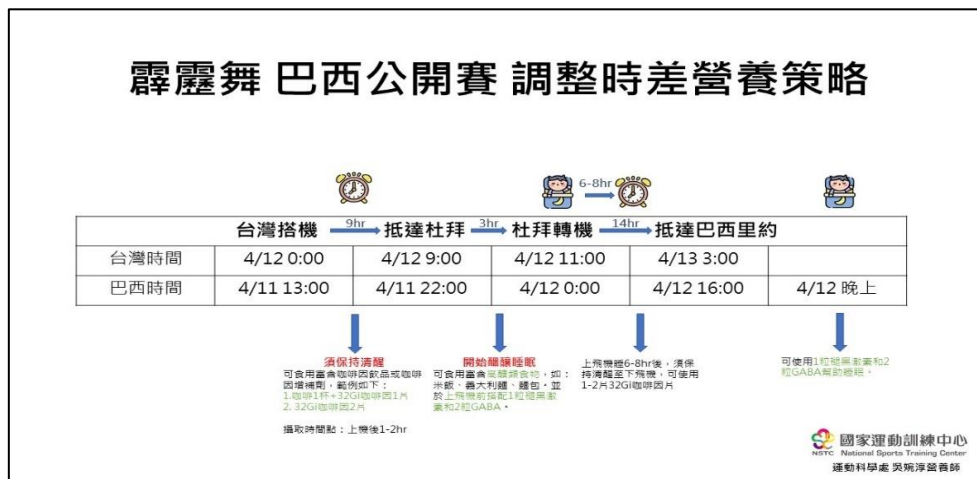 霹靂舞 巴西公開賽 調整時差營養策略
6-8hr
台灣搭機 9hr 抵達杜拜 3hr 杜拜轉機 14hr 抵達巴西里約
台灣時間 4/12 0:00 4/12 9:00 4/12 11:00 4/13 3:00
巴西時間 4/11 13:00 4/11 22:00 4/12 0:00 4/12 16:00 4/12 晚上
須保持清醒
可食用富含咖啡因飲品或咖啡
因增補劑，範例如下：
1.咖啡1杯+32Gi咖啡因1片
2. 32Gi咖啡因2片
攝取時間點：上機後1-2hr
開始醞釀睡眠
可食用富含高醣類食物，如：
米飯、義大利麵、麵包。並
於上飛機前搭配1粒褪黑激
素和2粒GABA。
上飛機睡6-8hr後，須保
持清醒至下飛機，可使用
1-2片32Gi咖啡因片
可使用1粒褪黑激素和2
粒GABA幫助睡眠。
國家運動訓練中心
NSTC National Sports Training Center
運動科學處 吳婉淳營養師